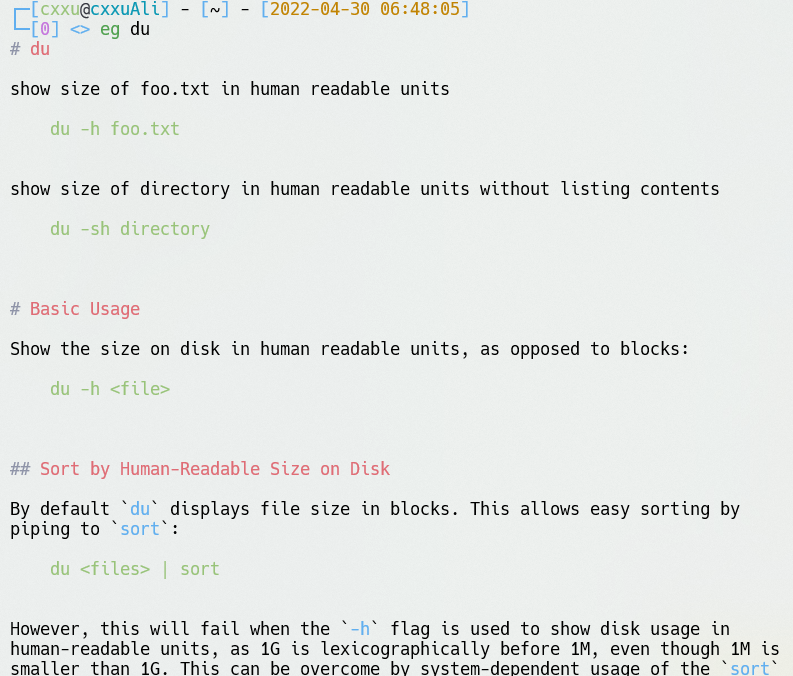 [cxxu@cxxuAli] - [~] - [2022-04-30 06:48:05]
[0] <> eg du
# du
show size of foo.txt in human readable units
du -h foo.txt
show size of directory in human readable units without listing contents
du -sh directory
# Basic Usage
Show the size on disk in human readable units, as opposed to blocks:
du -h <file>
## Sort by Human-Readable Size on Disk
By default `du` displays file size in blocks. This allows easy sorting by
piping to `sort`:
du <files> | sort
However, this will fail when the `-h` flag is used to show disk usage in
human-readable units, as 1G is lexicographically before 1M, even though 1M is
smaller than 1G. This can be overcome by system-dependent usage of the `sort`